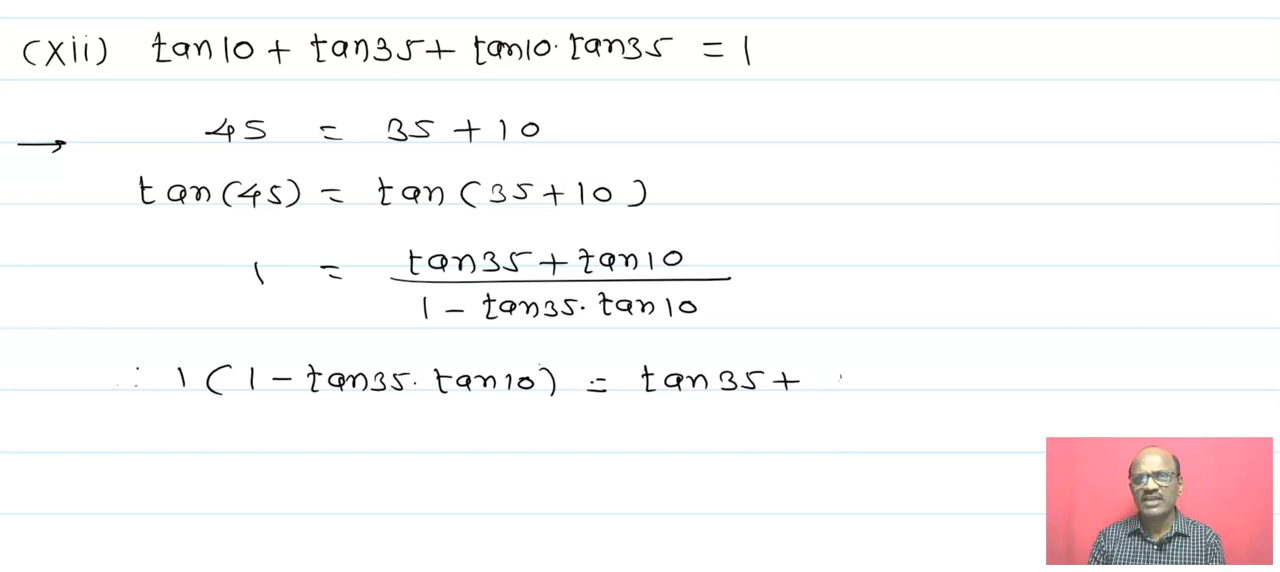 (xii) tan10 + tan35 + tan10 · tan35 = 1
→ 45 = 35 + 10
tan(45) = tan(35 + 10)
1 = tan35 + tan10 / 1 - tan35 · tan10
∴ 1(1 - tan35 · tan10) = tan35 +